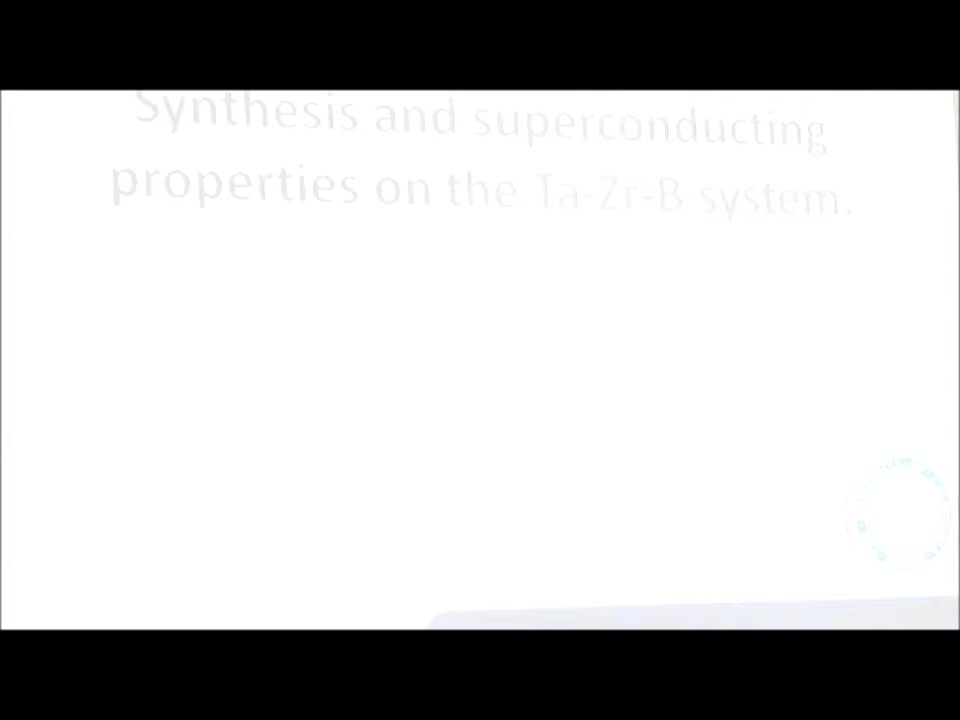 Synthesis and superconducting
properties on the Ta-Zr-B system.